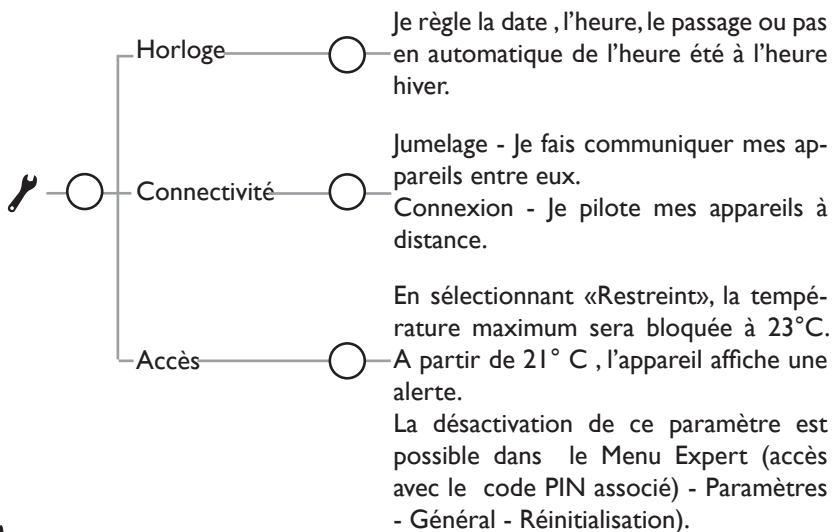 Horloge
Je règle la date , l'heure, le passage ou pas
en automatique de l'heure été à l'heure
hiver.
Connectivité
Jumelage - Je fais communiquer mes ap-
pareils entre eux.
Connexion - Je pilote mes appareils à
distance.
Accès
En sélectionnant «Restreint», la tempé-
rature maximum sera bloquée à 23°C.
A partir de 21° C , l'appareil affiche une
alerte.
La désactivation de ce paramètre est
possible dans le Menu Expert (accès
avec le code PIN associé) - Paramètres
- Général - Réinitialisation).